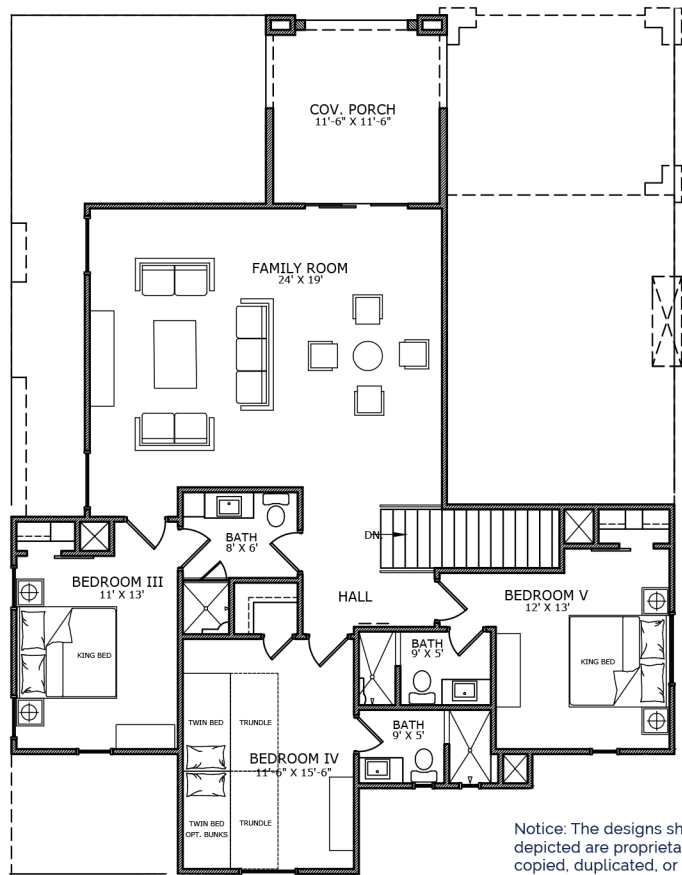 COV. PORCH
11'-6" X 11'-6"
FAMILY ROOM
24' X 19'
BATH
8' X 6'
DN
BEDROOM III
11' X 13'
HALL
BEDROOM V
12' X 13'
KING BED
BATH
9' X 5'
KING BED
TWIN BED
TRUNDLE
BATH
9' X 5'
BEDROOM IV
11'-6" X 15'-6"
TWIN BED
OPT. BUNKS
TRUNDLE
Notice: The designs sh
depicted are proprieta
copied, duplicated, or